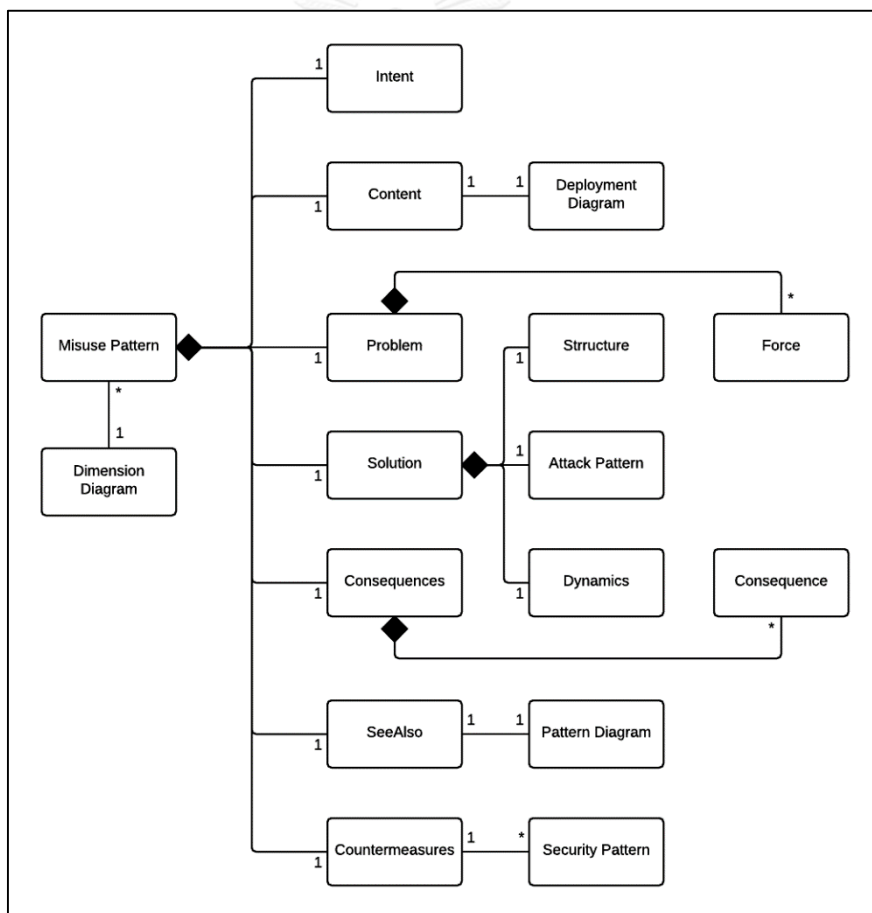 1
Intent
Content
1
1
1
Deployment
Diagram
Misuse Pattern
Problem
1
*
Force
Strructure
1
*
1
Dimension
Diagram
Solution
1
Attack Pattern
1
Consequences
1
Dynamics
1
Consequence
*
SeeAlso
1
1
1
Pattern Diagram
Countermeasures
1
1
*
Security Pattern